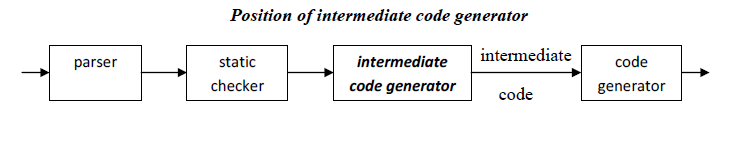 Position of intermediate code generator
parser
static
checker
intermediate
code generator
intermediate
code
code
generator